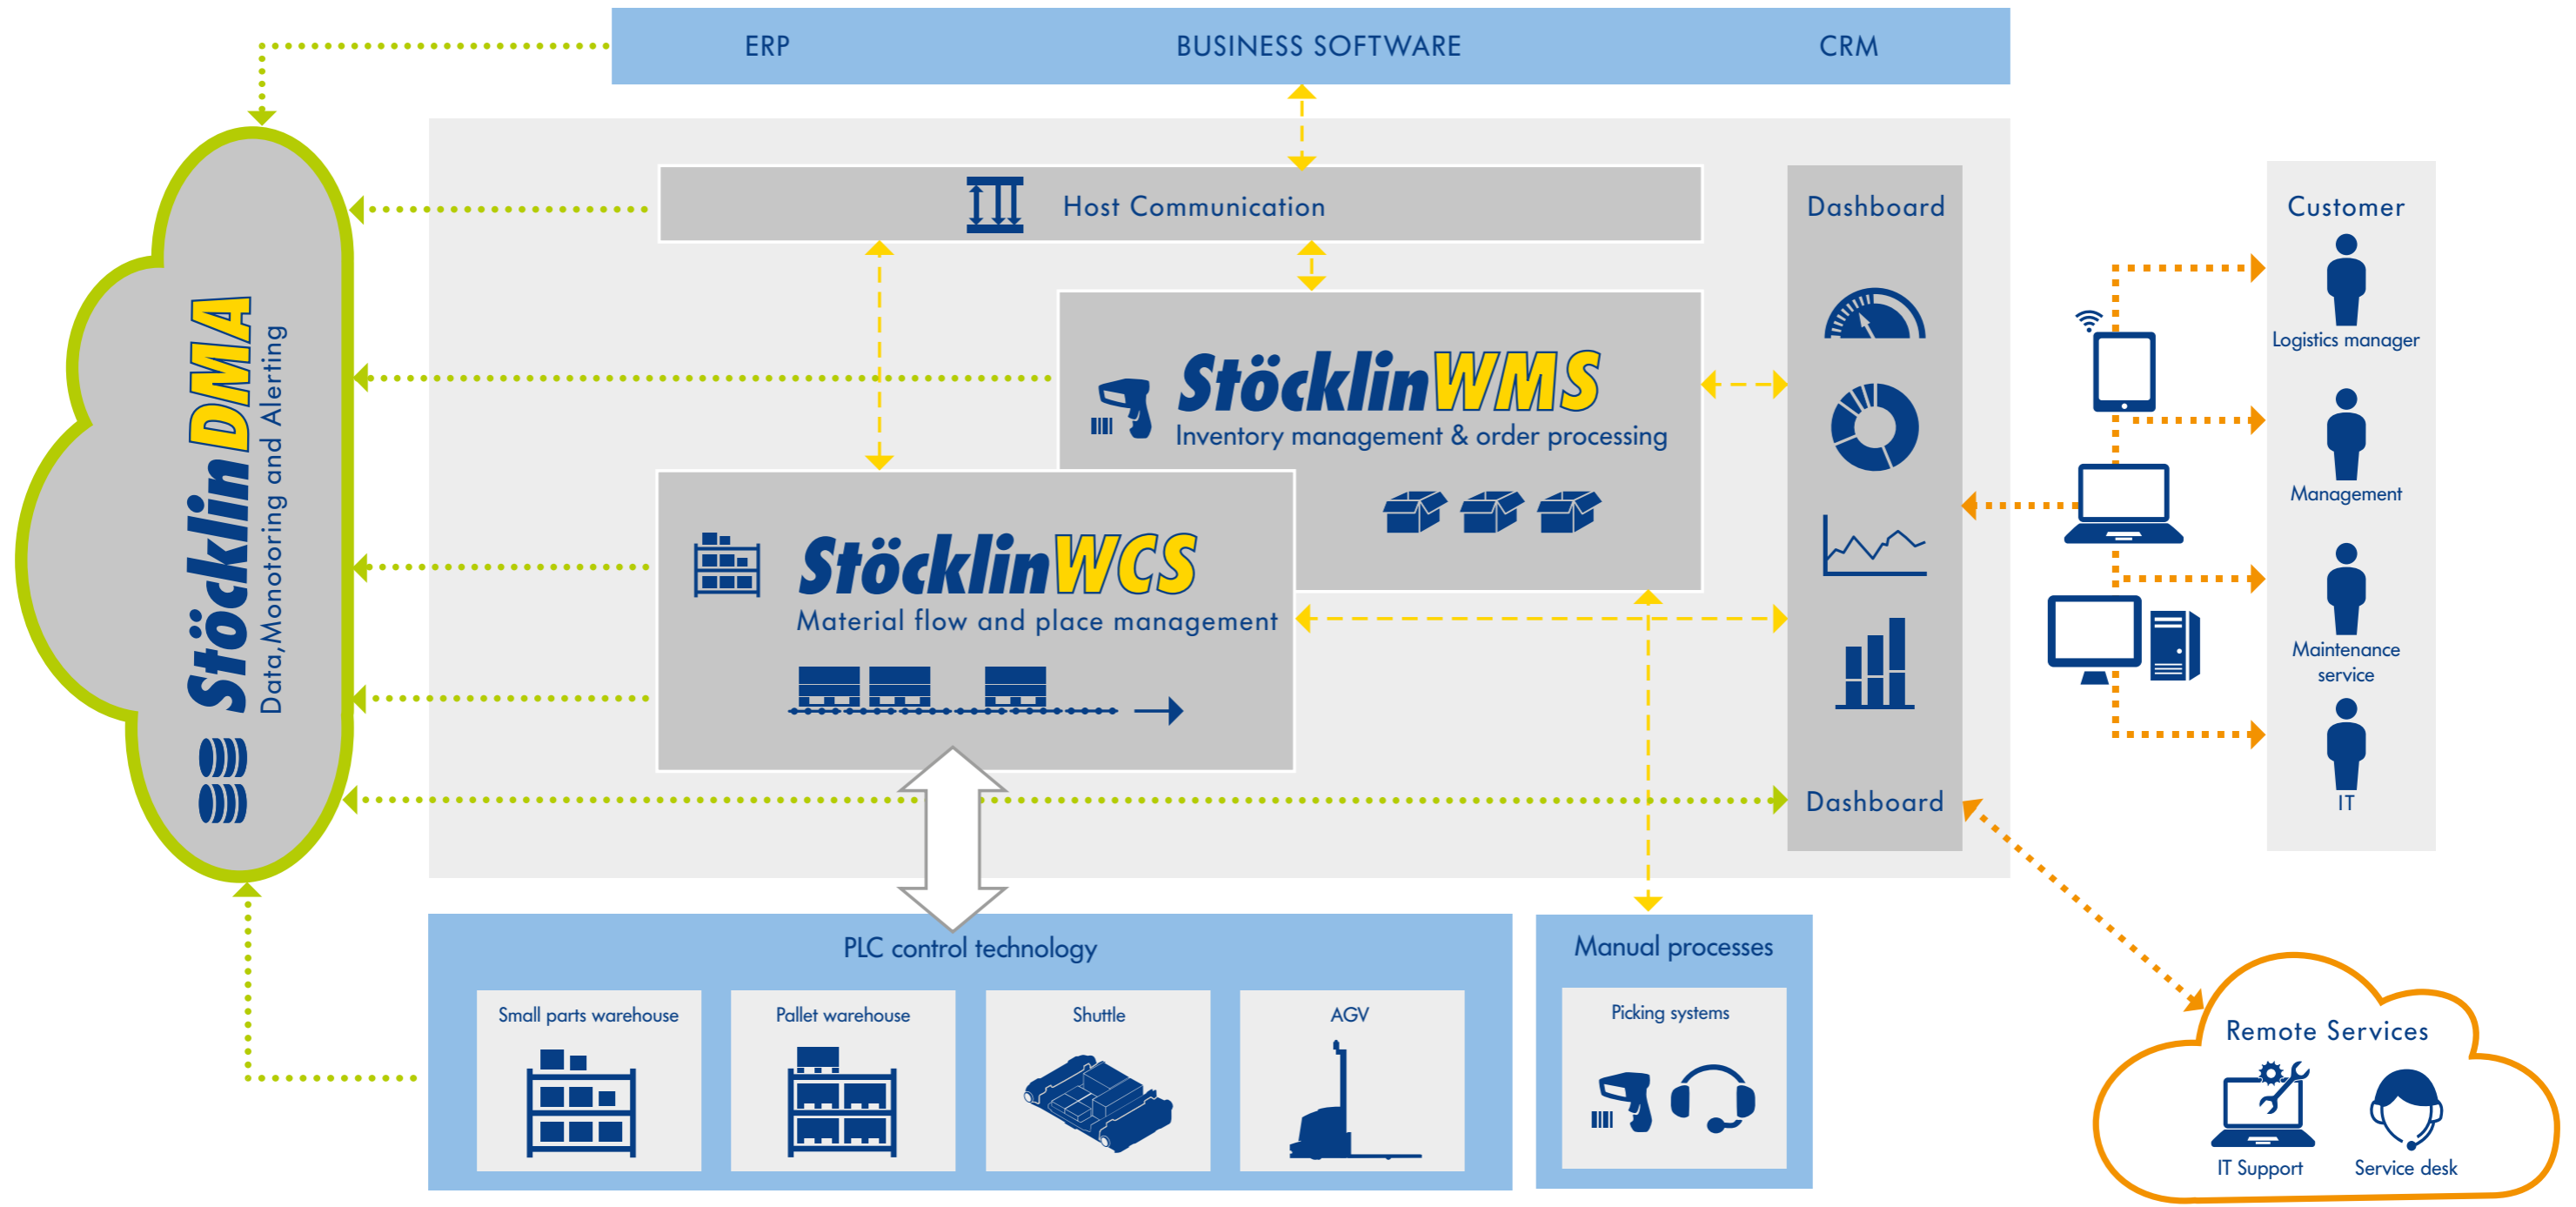 ERP
BUSINESS SOFTWARE
CRM
Host Communication
Dashboard
Customer
Logistics manager
Management
Maintenance
service
IT
StöcklinDMA
Data,Monotoring and Alerting
StöcklinWMS
Inventory management & order processing
StöcklinWCS
Material flow and place management
Dashboard
PLC control technology
Small parts warehouse
Pallet warehouse
Shuttle
AGV
Manual processes
Picking systems
Remote Services
IT Support
Service desk